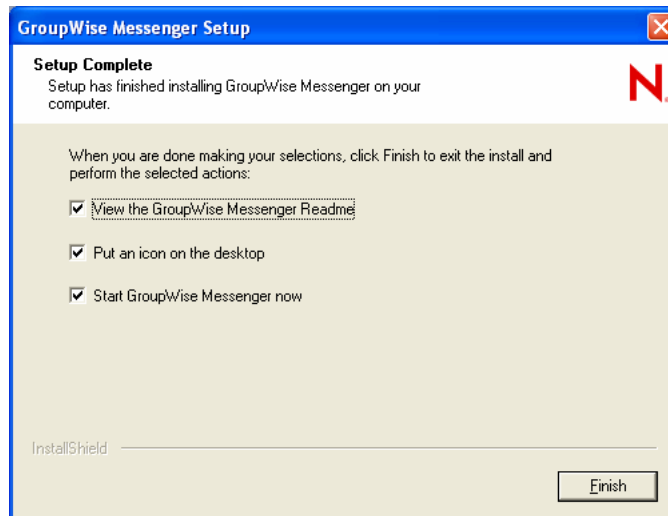 GroupWise Messenger Setup
Setup Complete
Setup has finished installing GroupWise Messenger on your
computer.
N
When you are done making your selections, click Finish to exit the install and
perform the selected actions:
View the GroupWise Messenger Readme
Put an icon on the desktop
Start GroupWise Messenger now
InstallShield
Finish